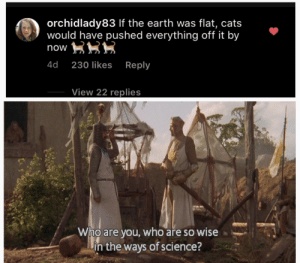 orchidlady83 If the earth was flat, cats
would have pushed everything off it by
now 🐈🐈🐈
4d 230 likes Reply
View 22 replies
Who are you, who are so wise
in the ways of science?